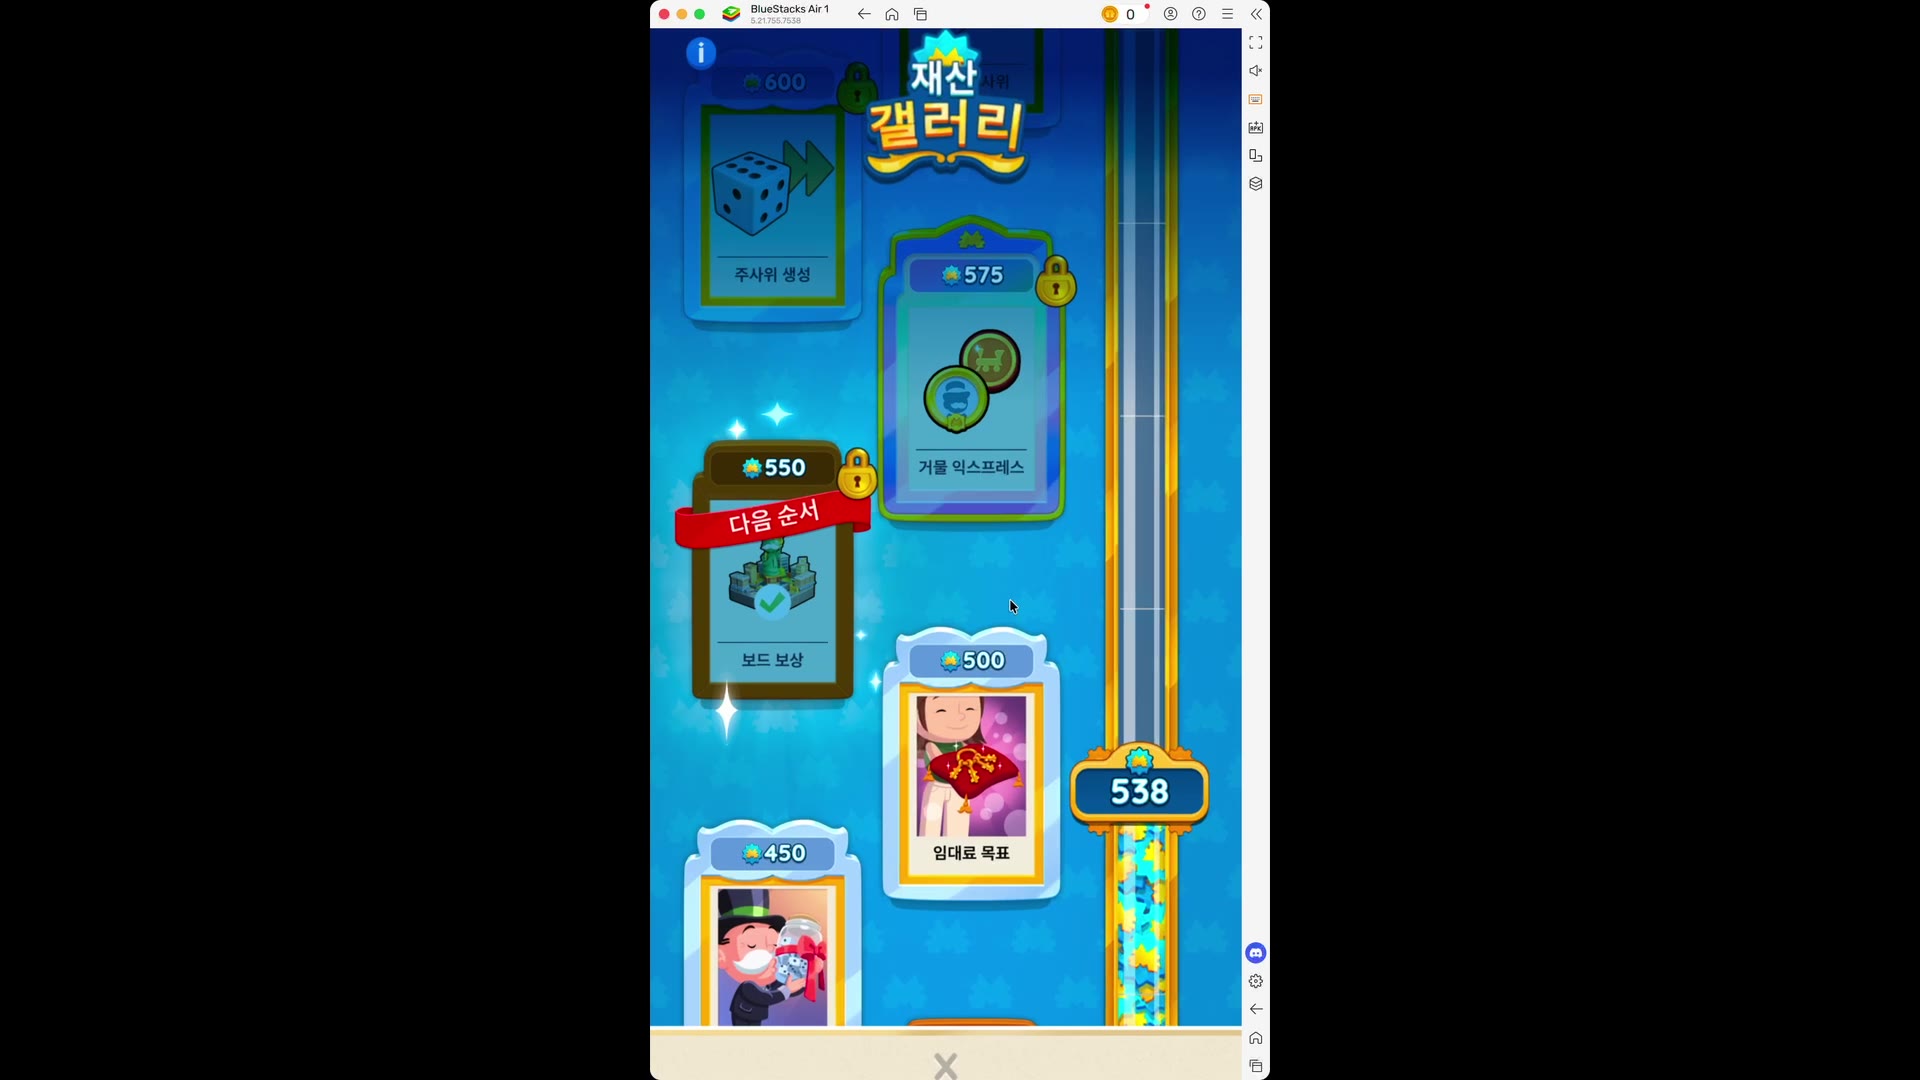 BlueStacks Air 1
5.21.755.7538
0
재산
갤러리
사위
600
주사위 생성
575
거물 익스프레스
550
다음 순서
보드 보상
500
임대료 목표
538
450